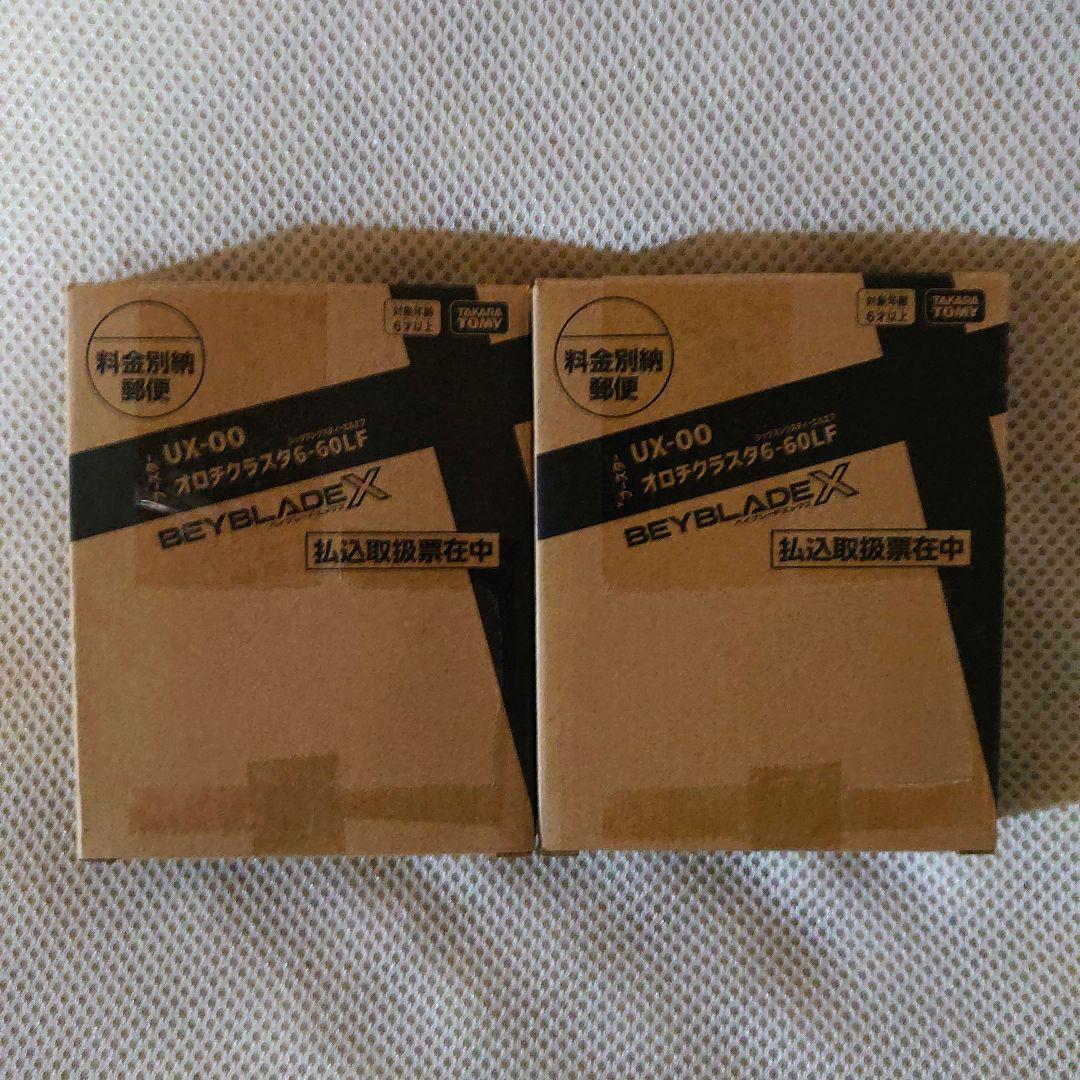 料金別納
郵便
対象年齢
6才以上
TAKARA
TOMY
UX-00
オロチクラスタ6-60LF
BEYBLADE X
払込取扱票在中
料金別納
郵便
対象年齢
6才以上
TAKARA
TOMY
UX-00
オロチクラスタ6-60LF
BEYBLADE X
払込取扱票在中